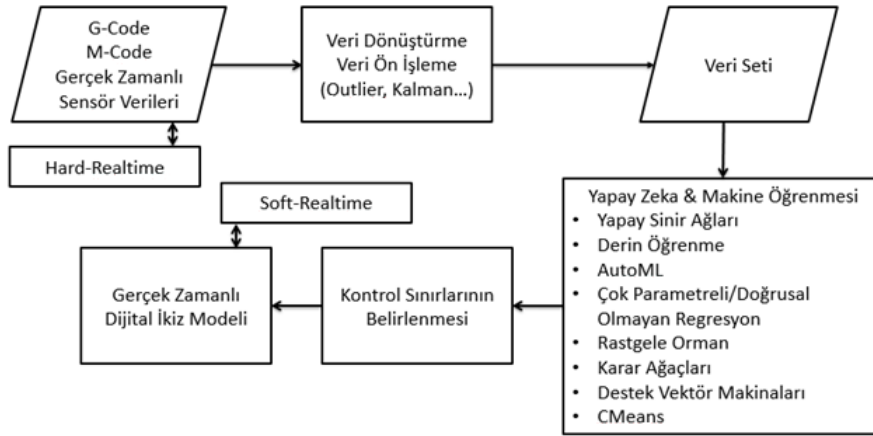 G-Code
M-Code
Gerçek Zamanlı
Sensör Verileri
Veri Dönüştürme
Veri Ön İşleme
(Outlier, Kalman...)
Veri Seti
Hard-Realtime
Soft-Realtime
Yapay Zeka & Makine Öğrenmesi
• Yapay Sinir Ağları
• Derin Öğrenme
• AutoML
• Çok Parametreli/Doğrusal
Olmayan Regresyon
• Rastgele Orman
• Karar Ağaçları
• Destek Vektör Makinaları
• CMeans
Kontrol Sınırlarının
Belirlenmesi
Gerçek Zamanlı
Dijital İkiz Modeli